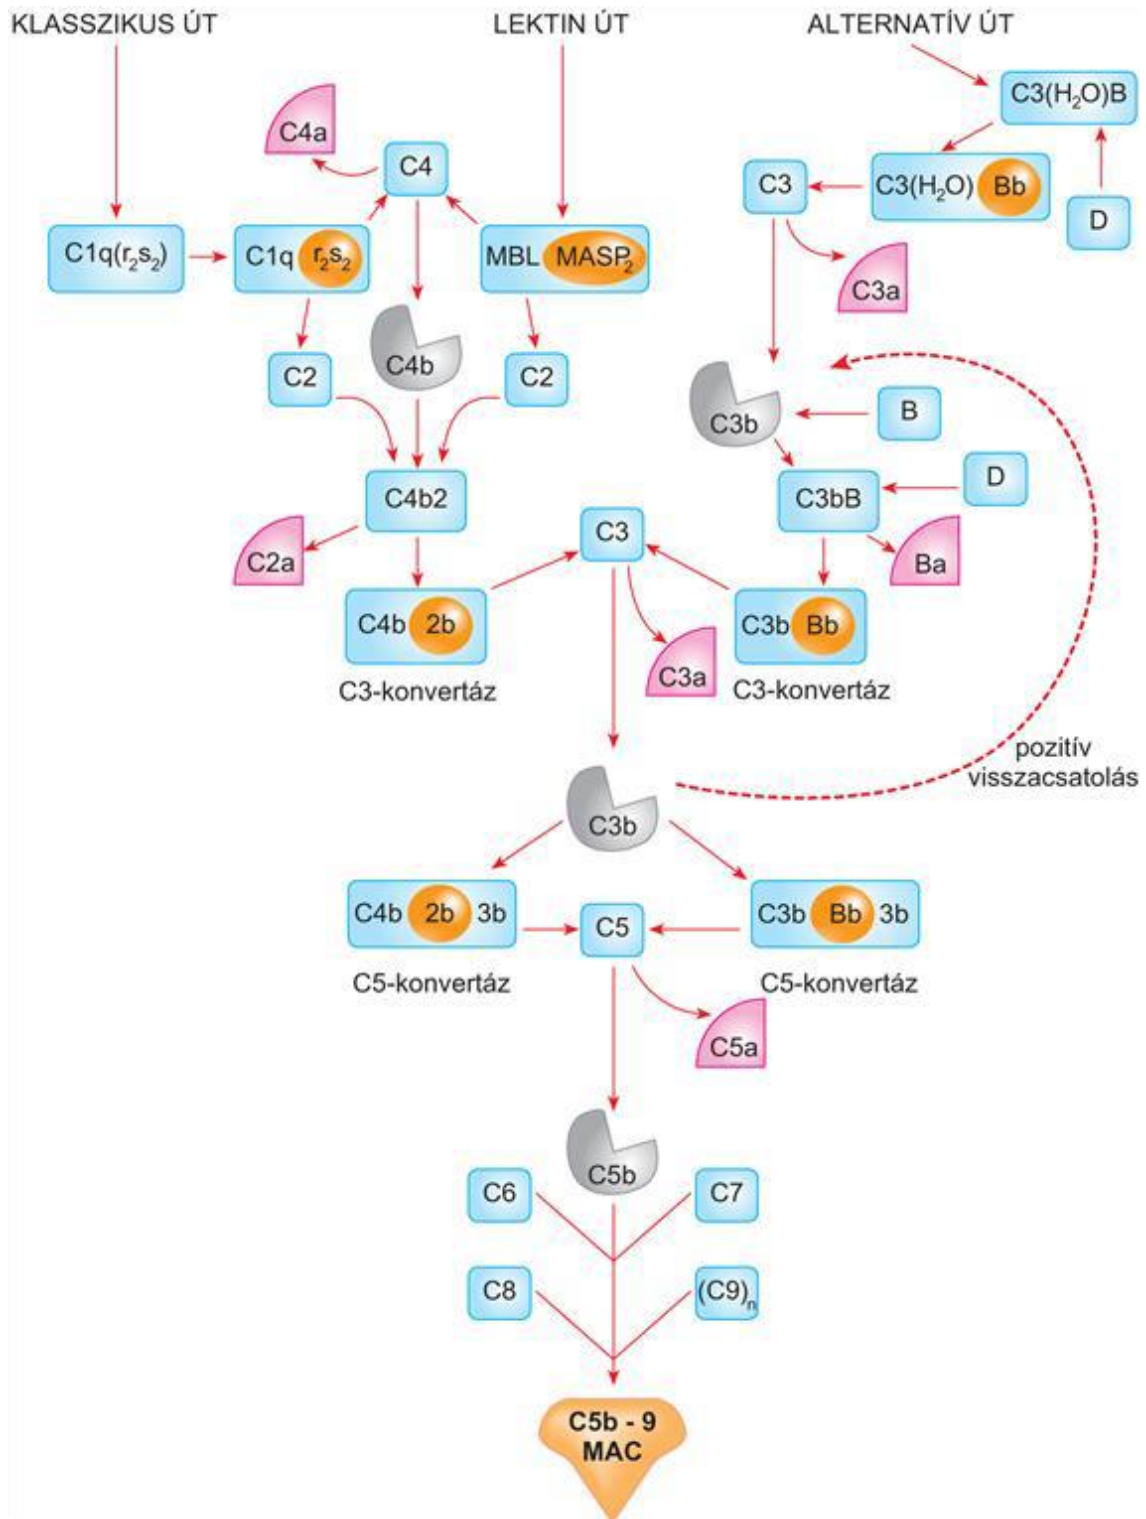 KLASSZIKUS ÚT
LEKTIN ÚT
ALTERNATÍV ÚT
C3(H₂O)B
C4a
C4
C3
C3(H₂O) Bb
D
C1q(r₂s₂)
C1q r₂s₂
MBL MASP₂
C3a
C2
C4b
C2
C3b
B
C4b2
C3bB
D
C2a
C3
Ba
C4b 2b
C3b Bb
C3a
C3-konvertáz
C3-konvertáz
pozitív
visszacsatolás
C3b
C4b 2b 3b
C5
C3b Bb 3b
C5-konvertáz
C5-konvertáz
C5a
C5b
C6
C7
C8
(C9)ₙ
C5b - 9
MAC